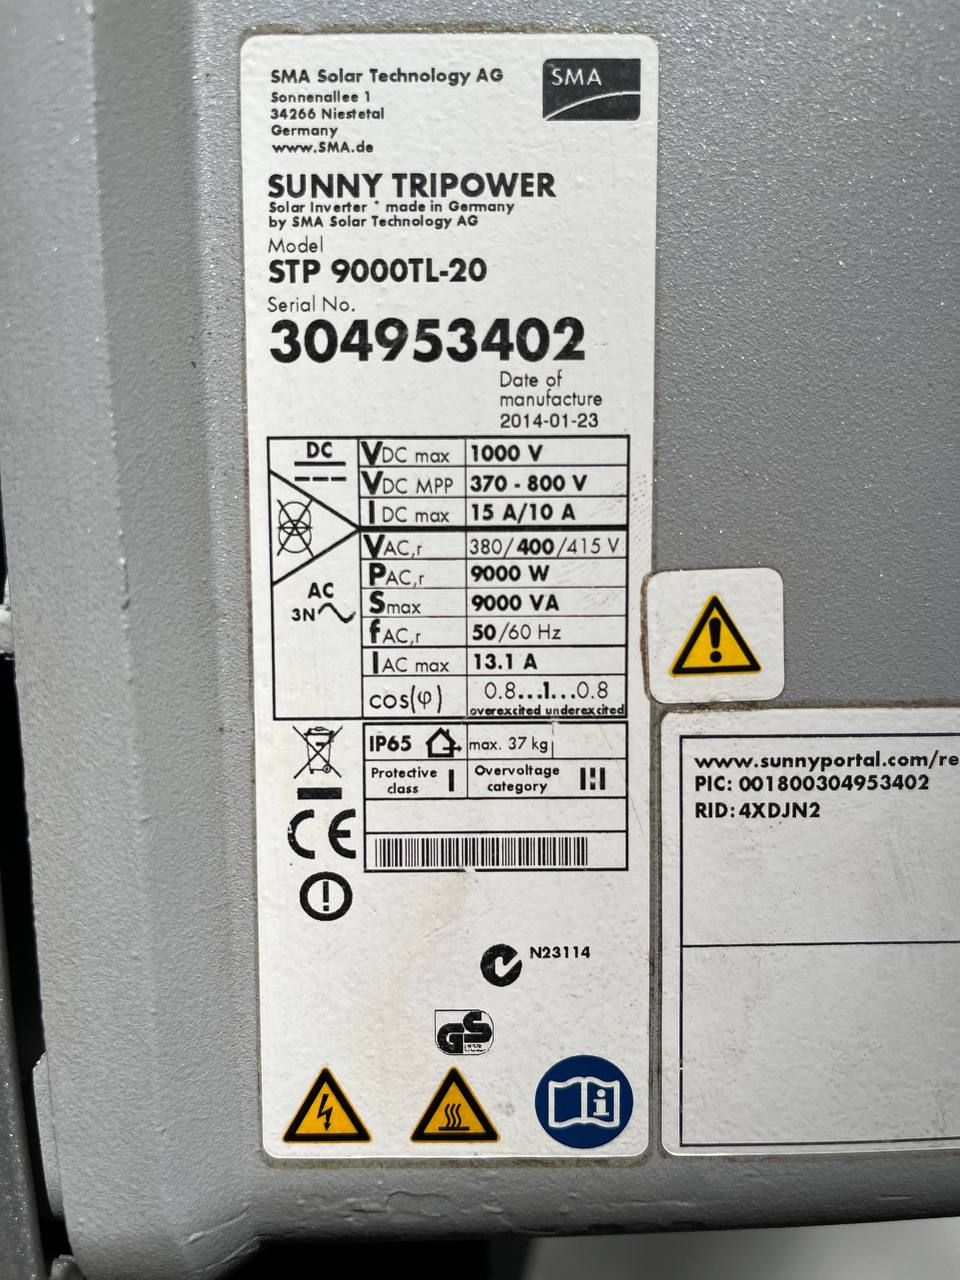 SMA Solar Technology AG
Sonnenallee 1
34266 Niestetal
Germany
www.SMA.de
SMA
SUNNY TRIPOWER
Solar Inverter * made in Germany
by SMA Solar Technology AG
Model
STP 9000TL-20
Serial No.
304953402
Date of
manufacture
2014-01-23
DC
VDC max 1000 V
VDC MPP 370 - 800 V
IDC max 15 A/10 A
VAC,r 380/400/415 V
PAC,r 9000 W
AC
3N
Smax 9000 VA
fAC,r 50/60 Hz
IAC max 13.1 A
cos(φ) 0.8...1...0.8
overexcited underexcited
IP65 max. 37 kg
Protective class I Overvoltage category III
CE
N23114
GS
www.sunnyportal.com/re
PIC: 001800304953402
RID: 4XDJN2